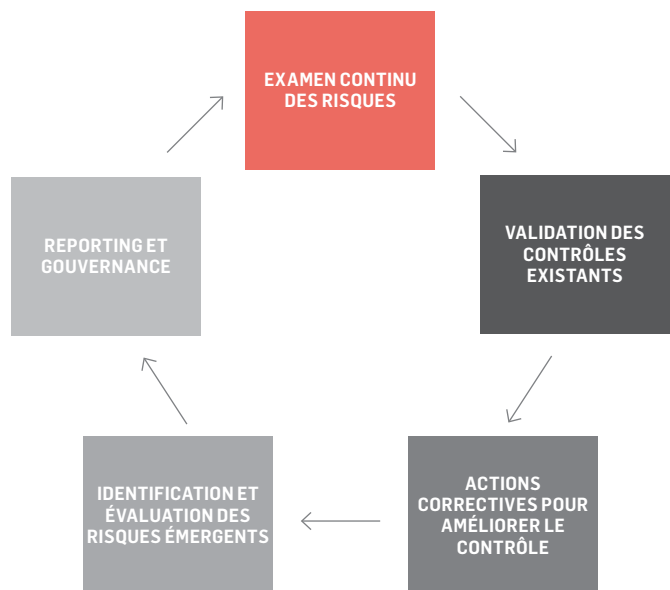 EXAMEN CONTINU
DES RISQUES
VALIDATION DES
CONTRÔLES
EXISTANTS
ACTIONS
CORRECTIVES POUR
AMÉLIORER LE
CONTRÔLE
IDENTIFICATION ET
ÉVALUATION DES
RISQUES ÉMERGENTS
REPORTING ET
GOUVERNANCE